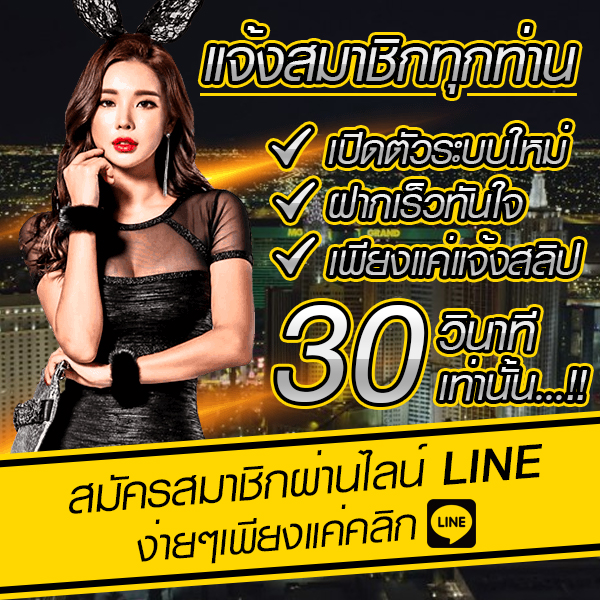 แจ้งสมาชิกทุกท่าน
เปิดตัวระบบใหม่
ฝากเร็วทันใจ
GRAND
เพียงแค่แจ้งสลิป
30 วินาที
เท่านั้น...!!
สมัครสมาชิกผ่านไลน์ LINE
ง่ายๆเพียงแค่คลิก LINE